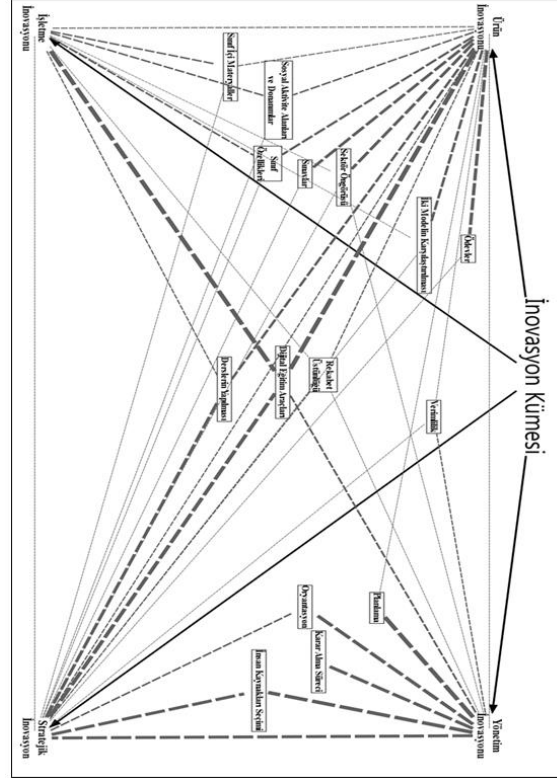 İnovasyon Kümesi
Ürün
İnovasyonu
Yönetim
İnovasyonu
Ödevler
Verimlilik
İki Modelin Karşılaştırılması
Planlama
Sektör Öngörüsü
Rekabet
Üstünlüğü
Karar Alma Süreci
Sınavlar
Oryantasyon
Dijital Eğitim Araçları
Sosyal Aktivite Alanları
ve Donanımlar
Sınıf
Özellikleri
İnsan Kaynakları Seçimi
Sınıf İçi Materyaller
Derslerin Yapılması
İşletme
İnovasyonu
Stratejik
İnovasyon